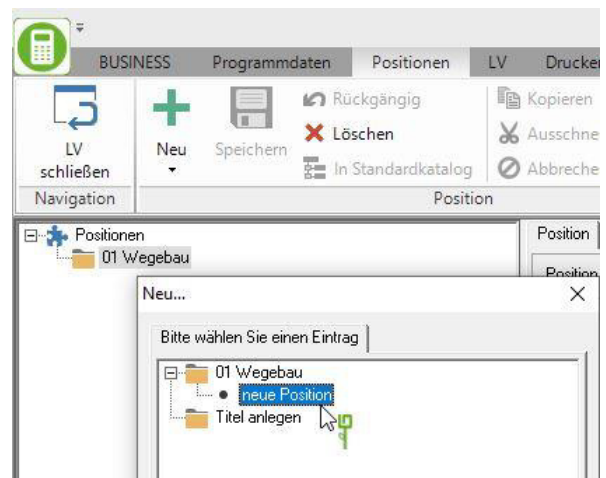 BUSINESS Programmdaten Positionen LV Drucke
LV schließen
Neu
Speichern
Rückgängig
Löschen
In Standardkatalog
Kopieren
Ausschne
Abbreche
Navigation
Position
Positionen
01 Wegebau
Position
Position
Neu...
Bitte wählen Sie einen Eintrag
01 Wegebau
neue Position
Titel anlegen